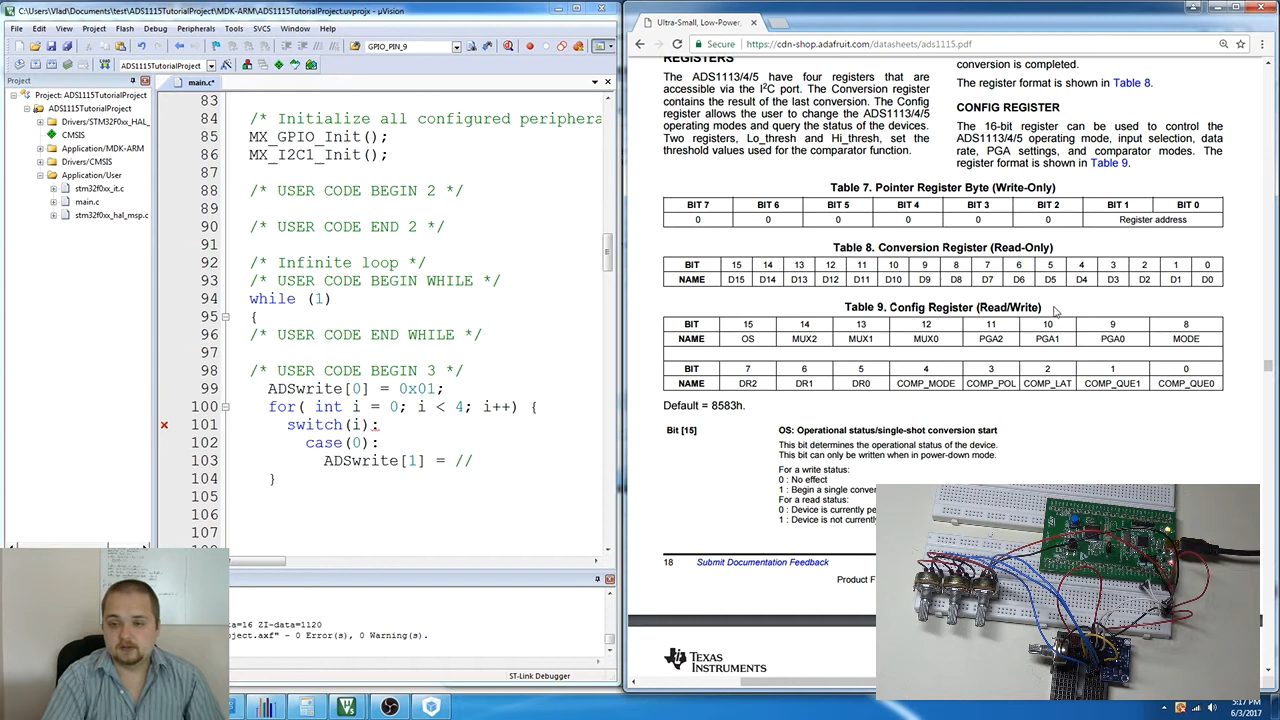 C:\Users\Vlad\Documents\test\ADS1115TutorialProject\MDK-ARM\ADS1115TutorialProject.uvprojx - µVision
File Edit View Project Flash Debug Peripherals Tools SVCS Window Help
GPIO_PIN_9
ADS1115TutorialProject
Project
Project: ADS1115TutorialProject
ADS1115TutorialProject
Drivers/STM32F0xx_HAL_
CMSIS
Application/MDK-ARM
Drivers/CMSIS
Application/User
stm32f0xx_it.c
main.c
stm32f0xx_hal_msp.c
main.c*
83
84 /* Initialize all configured periphera
85 MX_GPIO_Init();
86 MX_I2C1_Init();
87
88 /* USER CODE BEGIN 2 */
89
90 /* USER CODE END 2 */
91
92 /* Infinite loop */
93 /* USER CODE BEGIN WHILE */
94 while (1)
95 {
96 /* USER CODE END WHILE */
97
98 /* USER CODE BEGIN 3 */
99 ADSwrite[0] = 0x01;
100 for( int i = 0; i < 4; i++) {
101 switch(i):
102 case(0):
103 ADSwrite[1] = //
104 }
105
106
107
ta=16 ZI-data=1120
oject.axf" - 0 Error(s), 0 Warning(s).
ST-Link Debugger
Ultra-Small, Low-Power,
Secure https://cdn-shop.adafruit.com/datasheets/ads1115.pdf
REGISTERS
The ADS1113/4/5 have four registers that are
accessible via the I2C port. The Conversion register
contains the result of the last conversion. The Config
register allows the user to change the ADS1113/4/5
operating modes and query the status of the devices.
Two registers, Lo_thresh and Hi_thresh, set the
threshold values used for the comparator function.
conversion is completed.
The register format is shown in Table 8.
CONFIG REGISTER
The 16-bit register can be used to control the
ADS1113/4/5 operating mode, input selection, data
rate, PGA settings, and comparator modes. The
register format is shown in Table 9.
Table 7. Pointer Register Byte (Write-Only)
BIT 7 BIT 6 BIT 5 BIT 4 BIT 3 BIT 2 BIT 1 BIT 0
0 0 0 0 0 0 Register address
Table 8. Conversion Register (Read-Only)
BIT 15 14 13 12 11 10 9 8 7 6 5 4 3 2 1 0
NAME D15 D14 D13 D12 D11 D10 D9 D8 D7 D6 D5 D4 D3 D2 D1 D0
Table 9. Config Register (Read/Write)
BIT 15 14 13 12 11 10 9 8
NAME OS MUX2 MUX1 MUX0 PGA2 PGA1 PGA0 MODE
BIT 7 6 5 4 3 2 1 0
NAME DR2 DR1 DR0 COMP_MODE COMP_POL COMP_LAT COMP_QUE1 COMP_QUE0
Default = 8583h.
Bit [15] OS: Operational status/single-shot conversion start
This bit determines the operational status of the device.
This bit can only be written when in power-down mode.
For a write status:
0 : No effect
1 : Begin a single conver
For a read status:
0 : Device is currently pe
1 : Device is not currentl
18 Submit Documentation Feedback
Product F
TEXAS
INSTRUMENTS
5:17 PM
6/3/2017